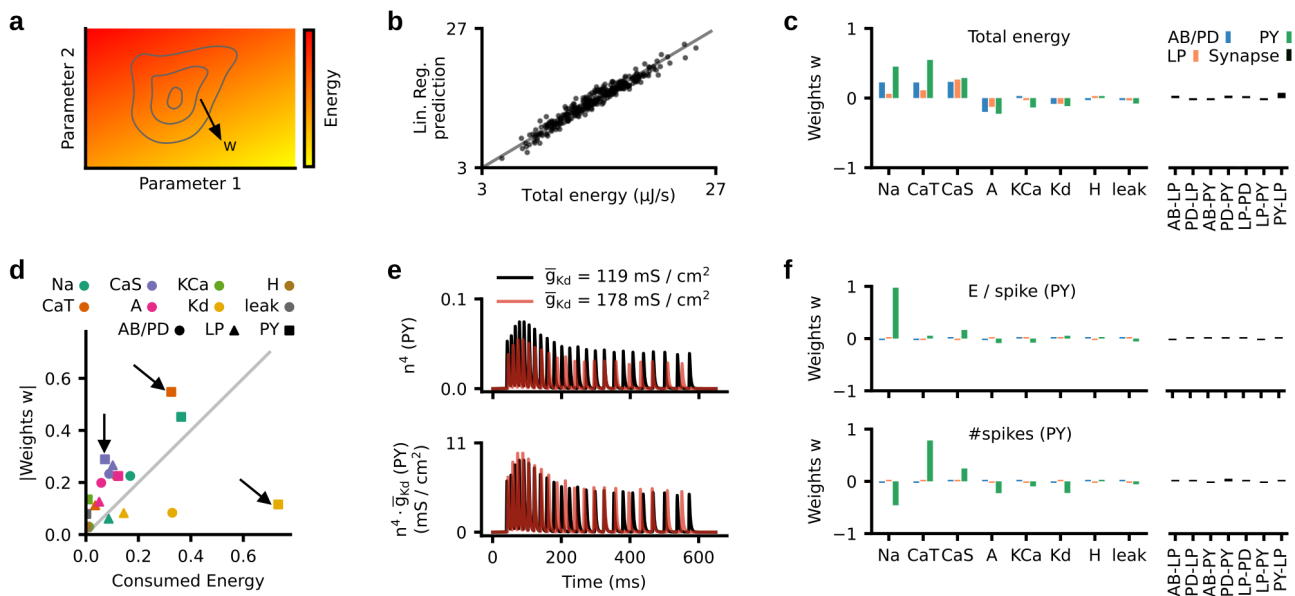 a
Parameter 2
Parameter 1
w
Energy
b
27
Lin. Reg.
prediction
3
3
27
Total energy (μJ/s)
c
Total energy
AB/PD
PY
LP
Synapse
Weights w
1
0
−1
Na
CaT
CaS
A
KCa
Kd
H
leak
AB-LP
PD-LP
AB-PY
PD-PY
LP-PD
LP-PY
PY-LP
d
Na
CaS
KCa
H
CaT
A
Kd
leak
AB/PD
LP
PY
|Weights w|
0.6
0.4
0.2
0.0
0.0
0.2
0.4
0.6
Consumed Energy
e
g̅Kd = 119 mS / cm²
g̅Kd = 178 mS / cm²
0.1
n⁴ (PY)
0.0
11
n⁴ · g̅Kd (PY)
(mS / cm²)
0
0
200
400
600
Time (ms)
f
E / spike (PY)
Weights w
1
0
−1
#spikes (PY)
Weights w
1
0
−1
Na
CaT
CaS
A
KCa
Kd
H
leak
AB-LP
PD-LP
AB-PY
PD-PY
LP-PD
LP-PY
PY-LP